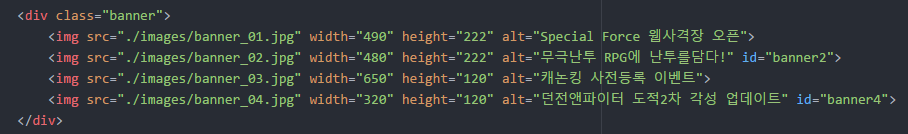 <div class="banner">
<img src="./images/banner_01.jpg" width="490" height="222" alt="Special Force 웹사격장 오픈">
<img src="./images/banner_02.jpg" width="480" height="222" alt="무극난투 RPG에 난투를담다!" id="banner2">
<img src="./images/banner_03.jpg" width="650" height="120" alt="캐논킹 사전등록 이벤트">
<img src="./images/banner_04.jpg" width="320" height="120" alt="던전앤파이터 도적2차 각성 업데이트" id="banner4">
</div>